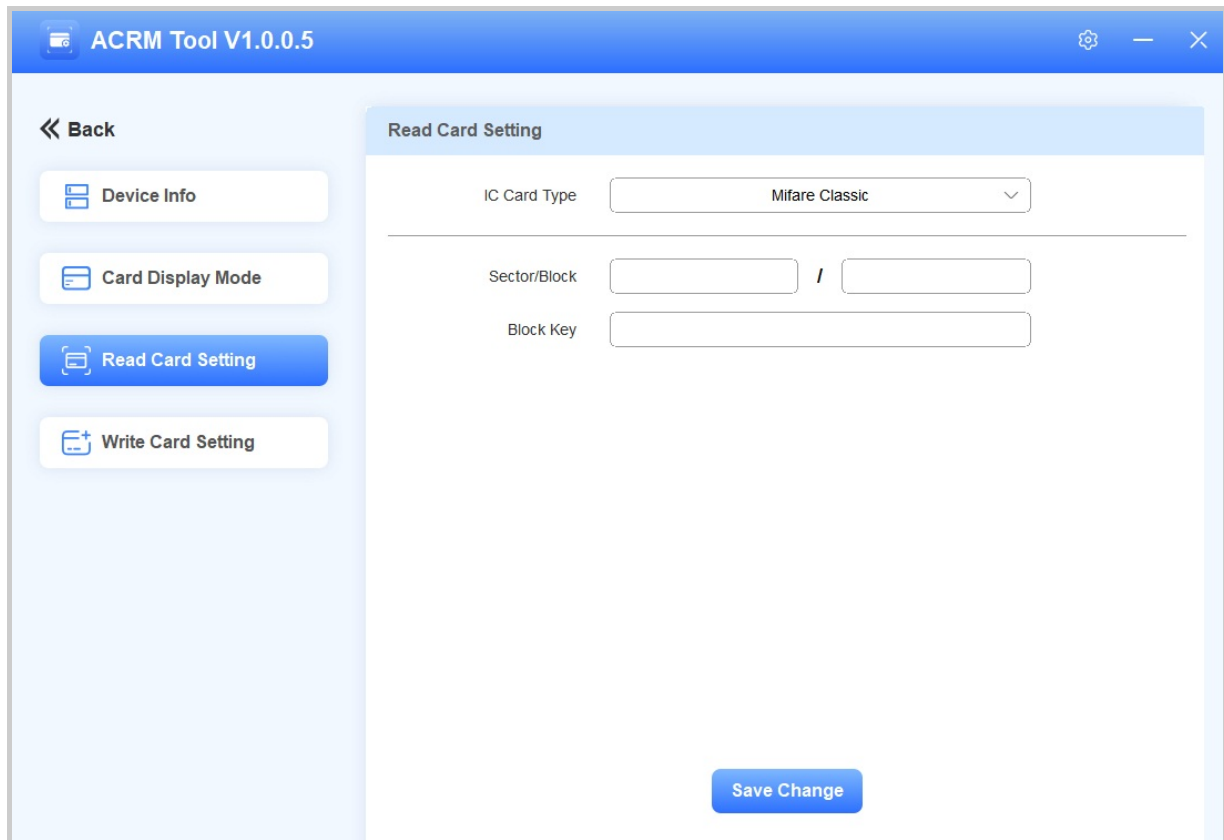 ACRM Tool V1.0.0.5
Back
Device Info
Card Display Mode
Read Card Setting
Write Card Setting
Read Card Setting
IC Card Type Mifare Classic
Sector/Block /
Block Key
Save Change